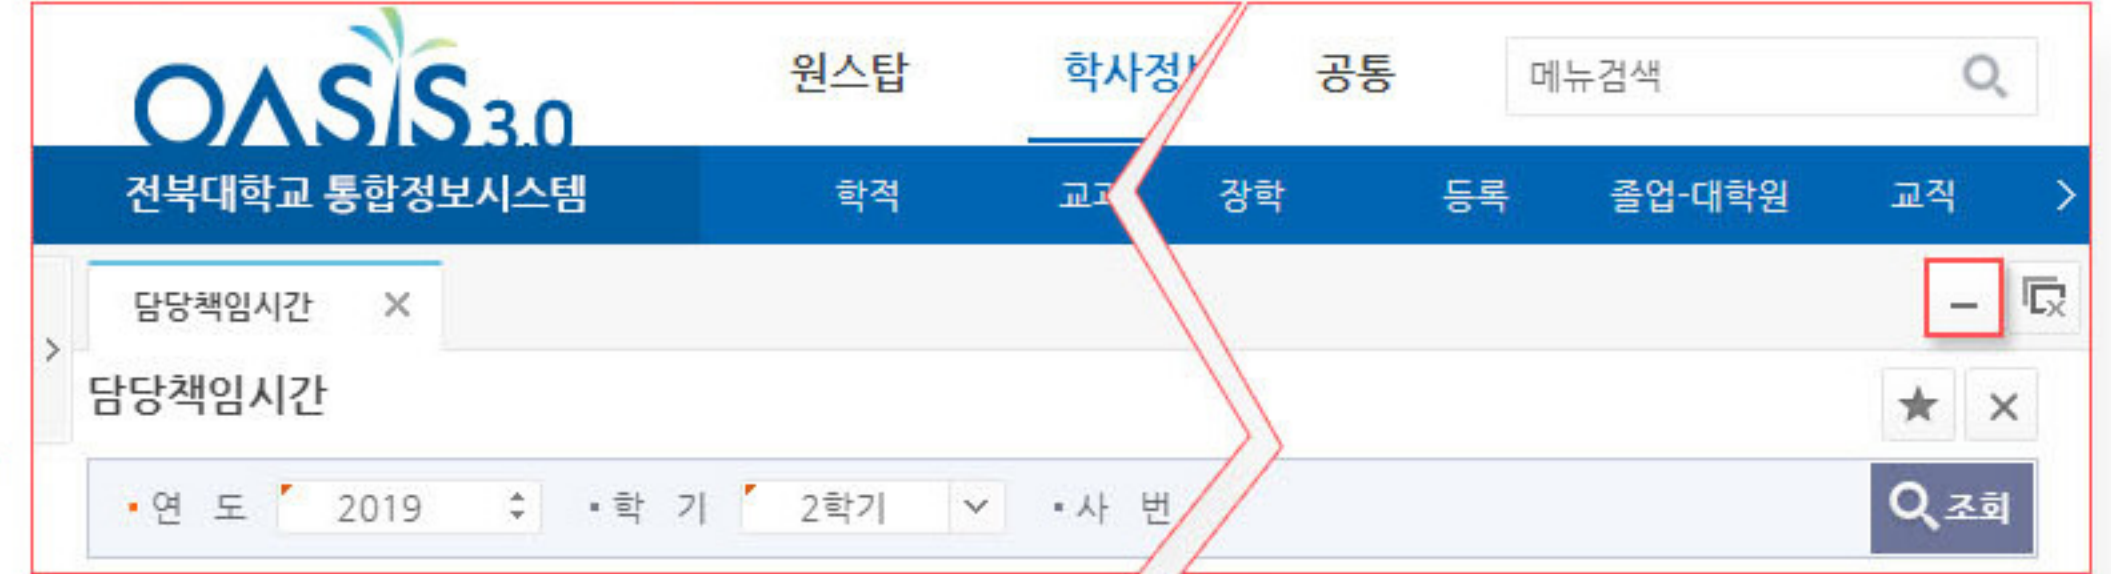 OASIS 3.0
원스탑 학사정보 공통 메뉴검색
전북대학교 통합정보시스템 학적 장학 등록 졸업-대학원 교직
담당책임시간
담당책임시간
연 도 2019 학 기 2학기 사 번 조회